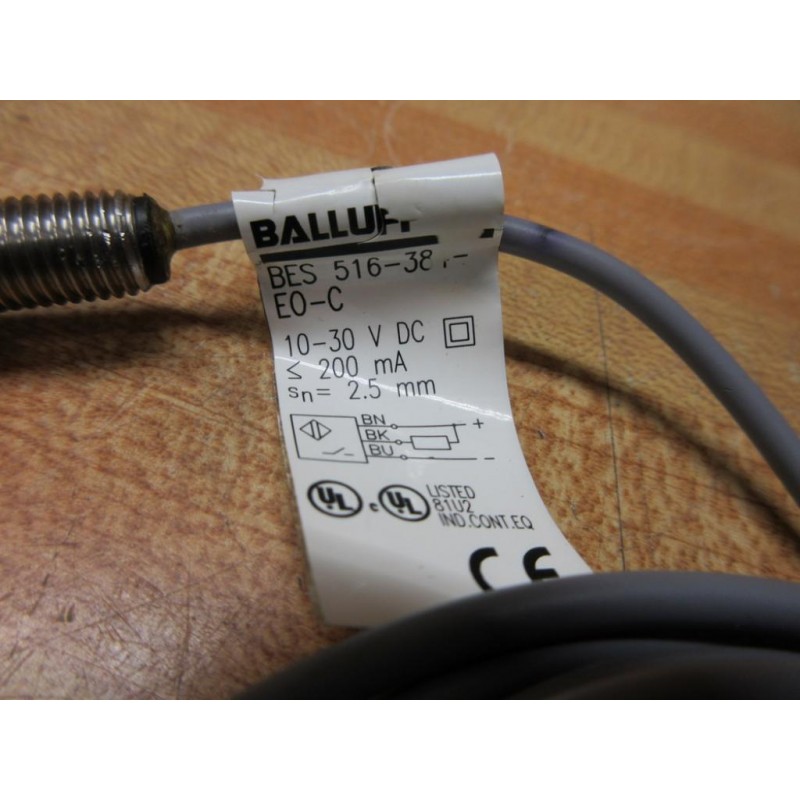 BALLUFF
BES 516-381-
EO-C
10-30 V DC
≤ 200 mA
sn= 2.5 mm
BN +
BK
BU -
UL c UL LISTED
81U2
IND.CONT.EQ
CE